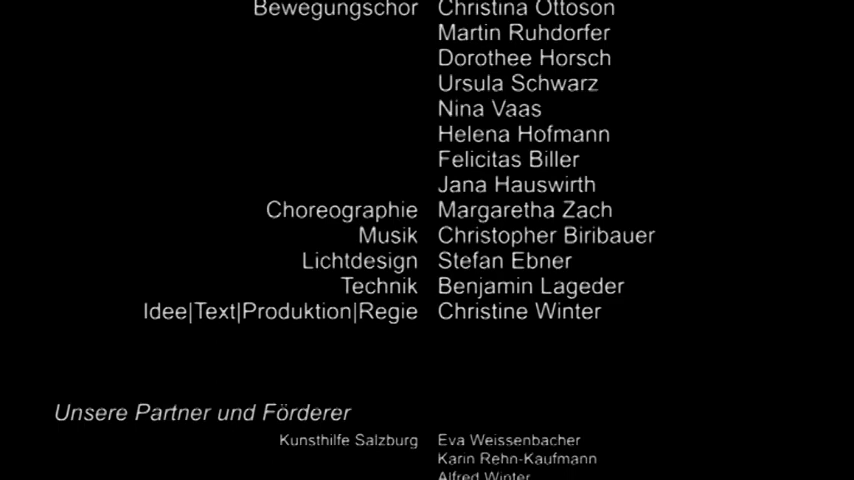 Bewegungschor Christina Ottoson
Martin Ruhdorfer
Dorothee Horsch
Ursula Schwarz
Nina Vaas
Helena Hofmann
Felicitas Biller
Jana Hauswirth
Choreographie Margaretha Zach
Musik Christopher Biribauer
Lichtdesign Stefan Ebner
Technik Benjamin Lageder
Idee|Text|Produktion|Regie Christine Winter
Unsere Partner und Förderer
Kunsthilfe Salzburg Eva Weissenbacher
Karin Rehn-Kaufmann
Alfred Winter